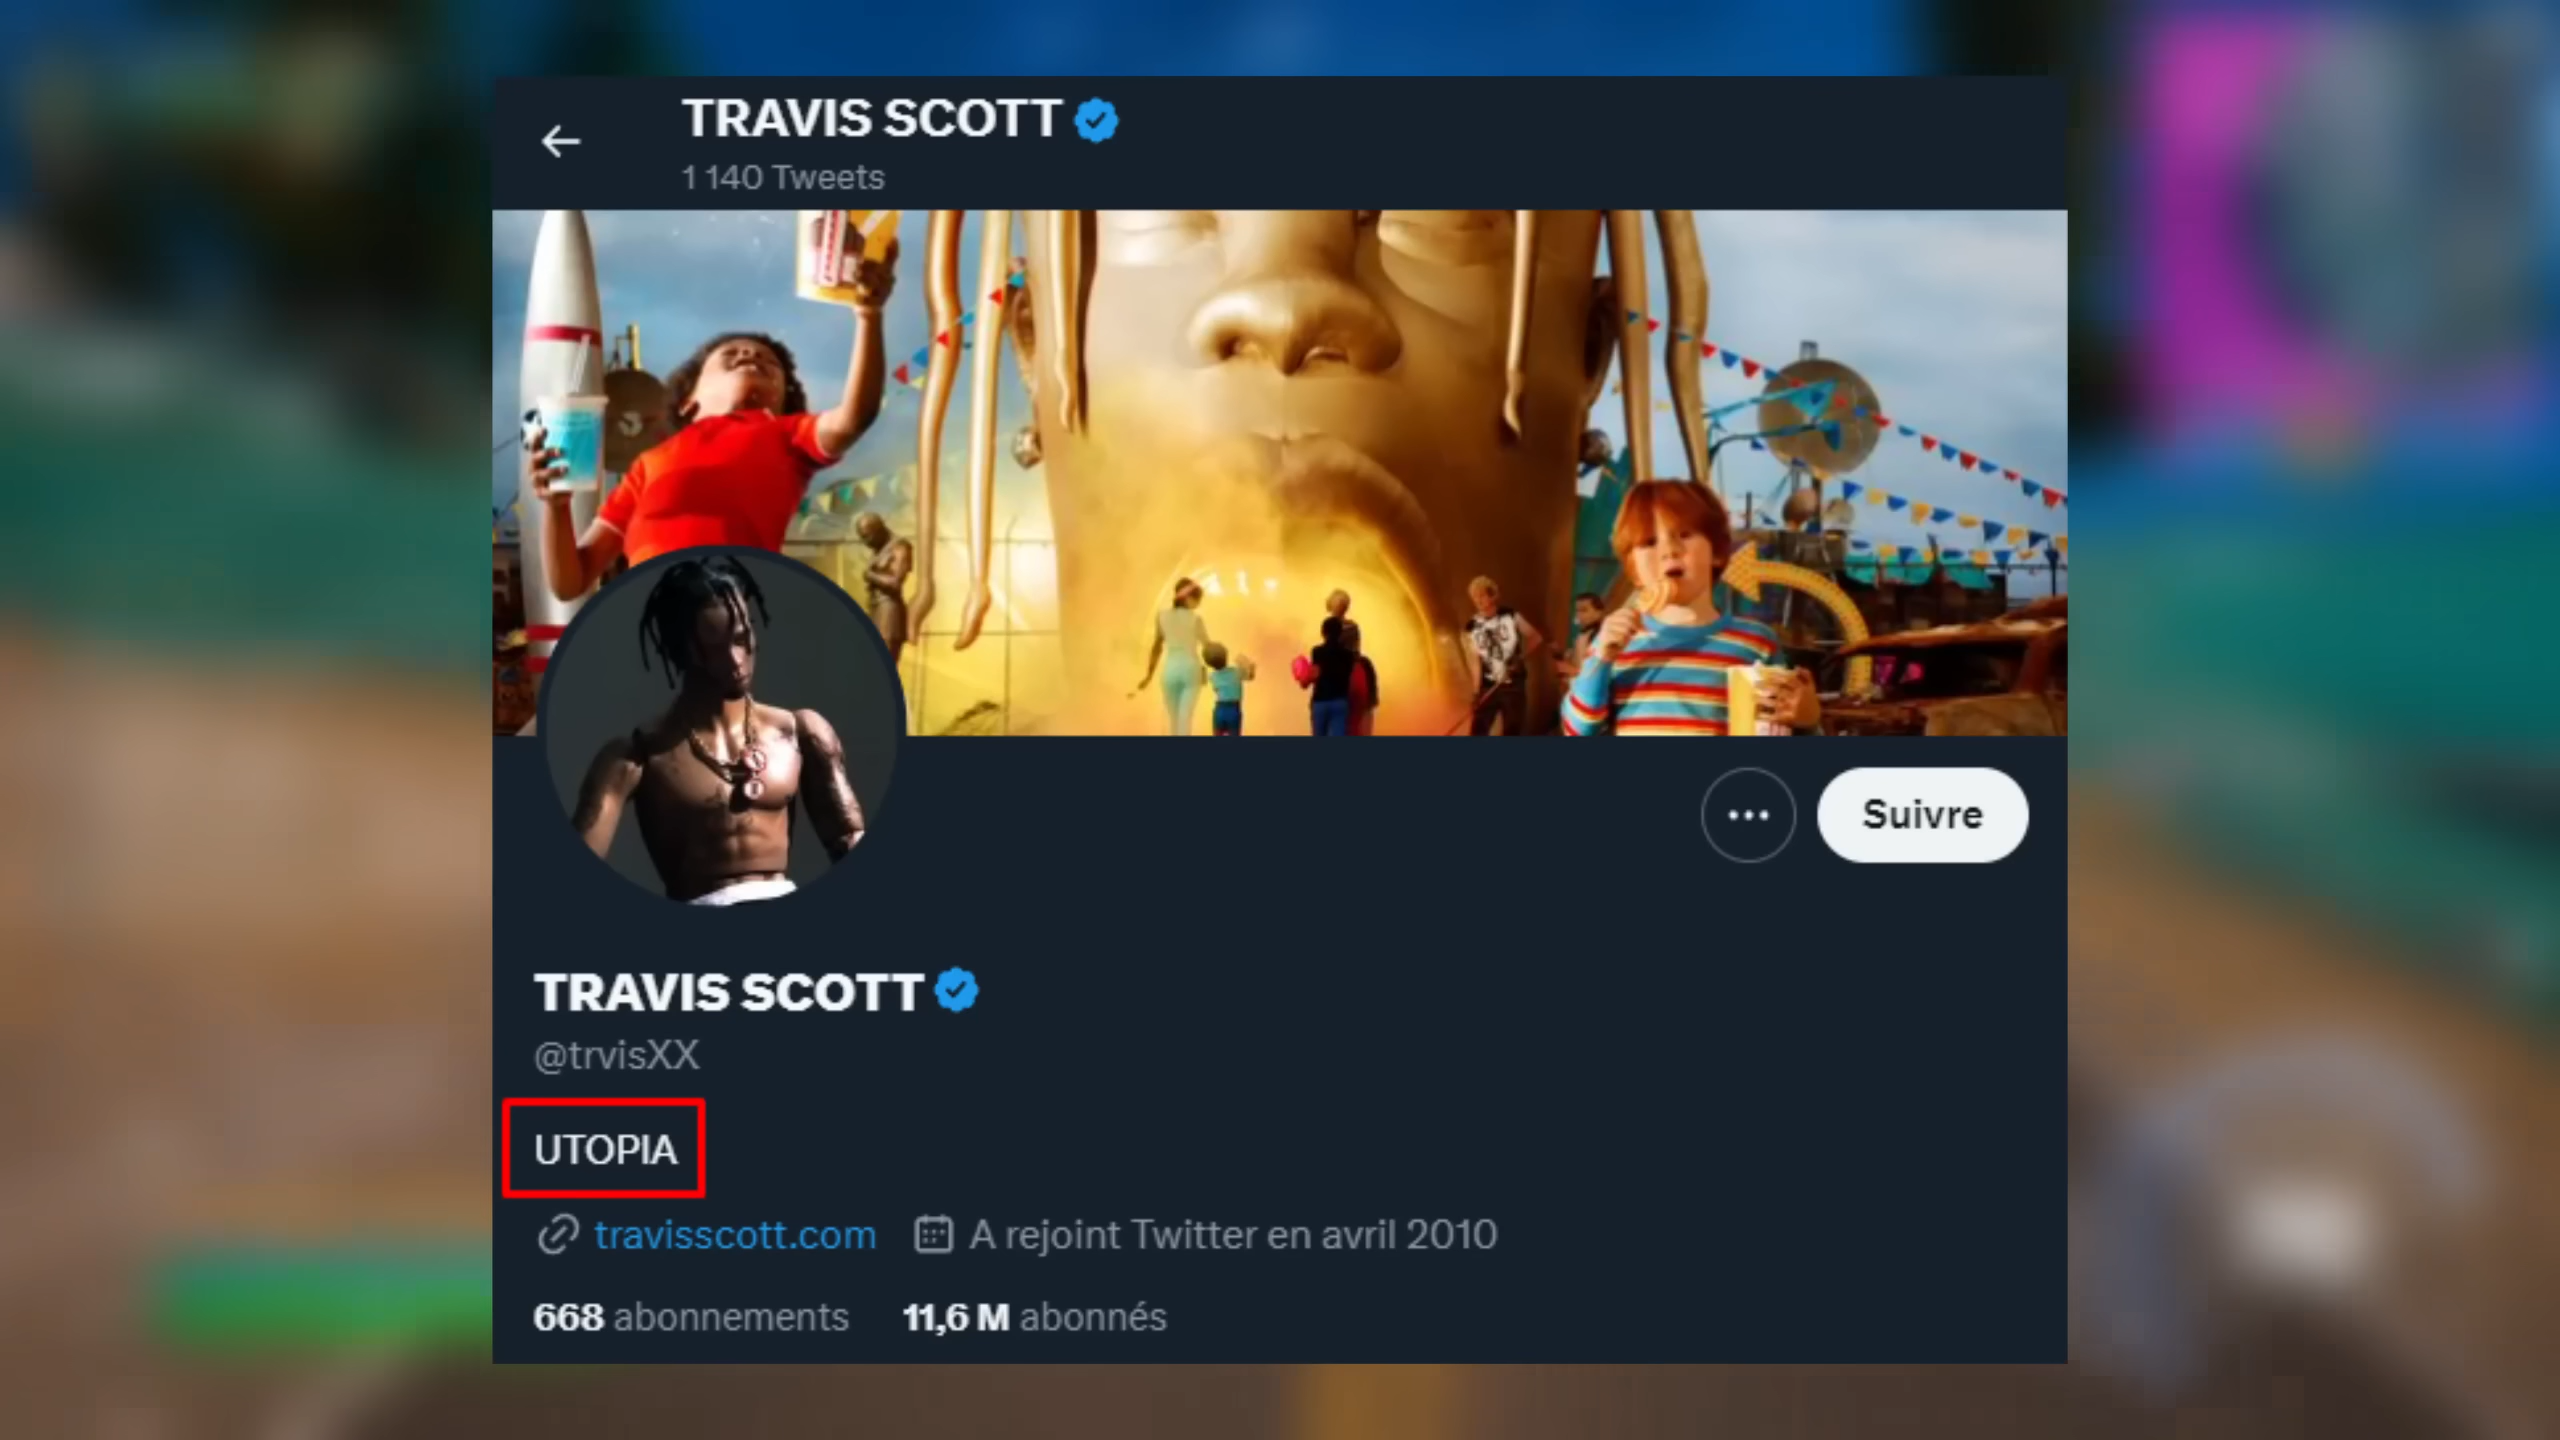 TRAVIS SCOTT
1 140 Tweets
Suivre
TRAVIS SCOTT
@trvisXX
UTOPIA
travisscott.com A rejoint Twitter en avril 2010
668 abonnements 11,6 M abonnés